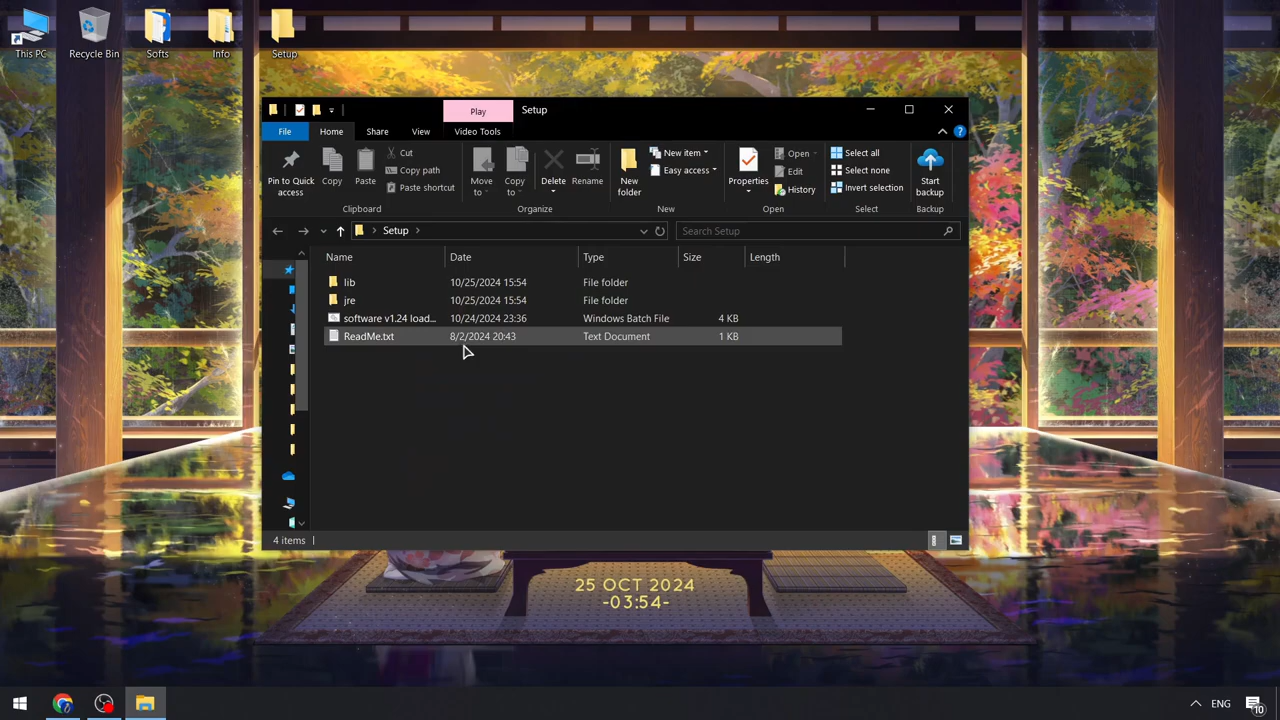 This PC
Recycle Bin
Softs
Info
Setup
Play
Setup
File
Home
Share
View
Video Tools
Pin to Quick access
Copy
Paste
Cut
Copy path
Paste shortcut
Clipboard
Move to
Copy to
Delete
Rename
Organize
New folder
New item
Easy access
New
Properties
Open
Edit
History
Open
Select all
Select none
Invert selection
Select
Start backup
Backup
Setup
Search Setup
Name Date Type Size Length
lib 10/25/2024 15:54 File folder
jre 10/25/2024 15:54 File folder
software v1.24 load... 10/24/2024 23:36 Windows Batch File 4 KB
ReadMe.txt 8/2/2024 20:43 Text Document 1 KB
4 items
25 OCT 2024
-03:54-
ENG
10